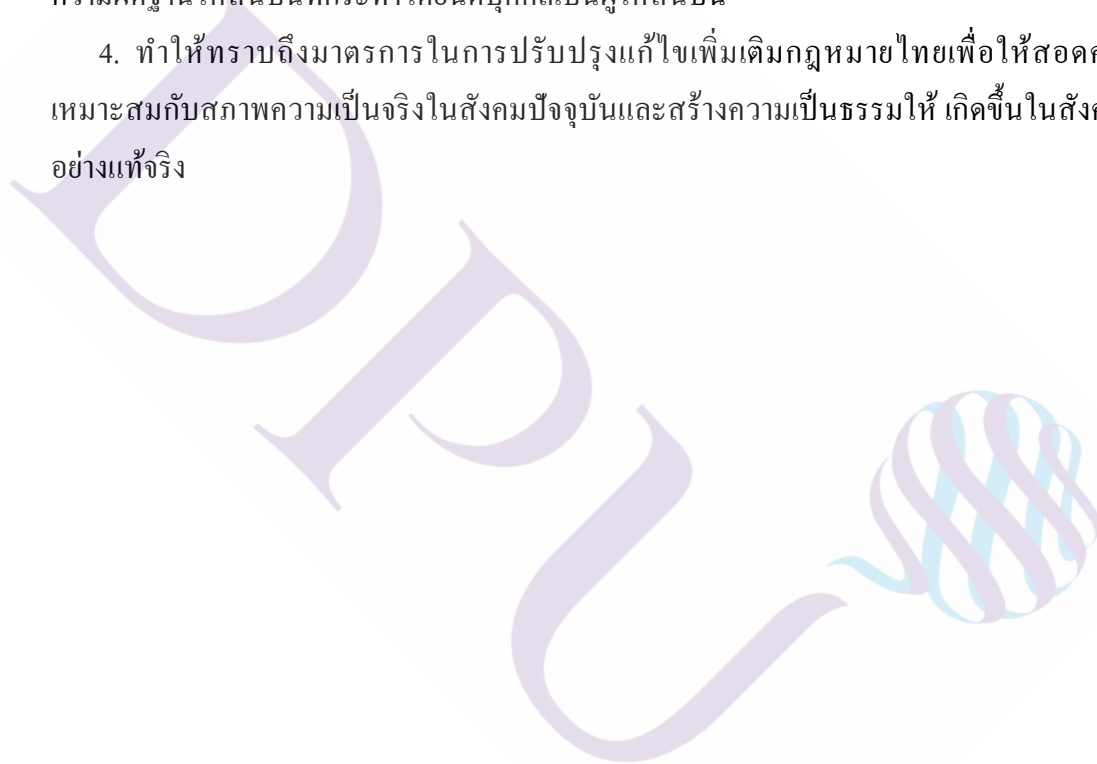 4. ทำให้ทราบถึงมาตรการในการปรับปรุงแก้ไขเพิ่มเติมกฎหมายไทยเพื่อให้สอดค
เหมาะสมกับสภาพความเป็นจริงในสังคมปัจจุบันและสร้างความเป็นธรรมให้ เกิดขึ้นในสังค
อย่างแท้จริง
DPU